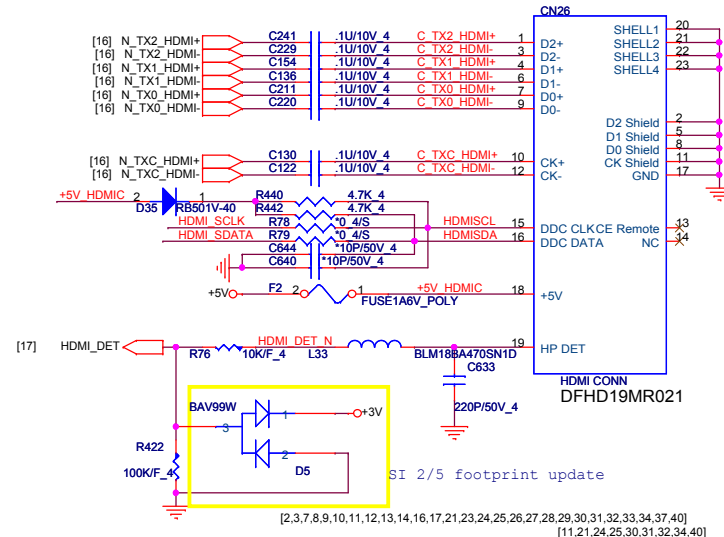 CN26
[16] N_TX2_HDMI+ C241 .1U/10V_4 C_TX2_HDMI+ 1 D2+ SHELL1 20
[16] N_TX2_HDMI- C229 .1U/10V_4 C_TX2_HDMI- 3 D2- SHELL2 21
[16] N_TX1_HDMI+ C154 .1U/10V_4 C_TX1_HDMI+ 4 D1+ SHELL3 22
[16] N_TX1_HDMI- C136 .1U/10V_4 C_TX1_HDMI- 6 D1- SHELL4 23
[16] N_TX0_HDMI+ C211 .1U/10V_4 C_TX0_HDMI+ 7 D0+
[16] N_TX0_HDMI- C220 .1U/10V_4 C_TX0_HDMI- 9 D0-
D2 Shield 2
D1 Shield 5
D0 Shield 8
[16] N_TXC_HDMI+ C130 .1U/10V_4 C_TXC_HDMI+ 10 CK+ CK Shield 11
[16] N_TXC_HDMI- C122 .1U/10V_4 C_TXC_HDMI- 12 CK- GND 17
+5V_HDMIC 2 1 R440 4.7K_4
D35 RB501V-40 R442 4.7K_4
HDMI_SCLK R78 *0_4/S HDMISCL 15 DDC CLK CE Remote 13
HDMI_SDATA R79 *0_4/S HDMISDA 16 DDC DATA NC 14
C644 *10P/50V_4
C640 *10P/50V_4
+5V F2 2 1 +5V_HDMIC 18 +5V
FUSE1A6V_POLY
[17] HDMI_DET HDMI_DET_N 19 HP DET
R76 10K/F_4 L33 BLM18BA470SN1D
C633
HDMI CONN
DFHD19MR021
220P/50V_4
BAV99W 1 +3V
3
R422 2
100K/F_4 D5
SI 2/5 footprint update
[2,3,7,8,9,10,11,12,13,14,16,17,21,23,24,25,26,27,28,29,30,31,32,33,34,37,40]
[11,21,24,25,30,31,32,34,40]